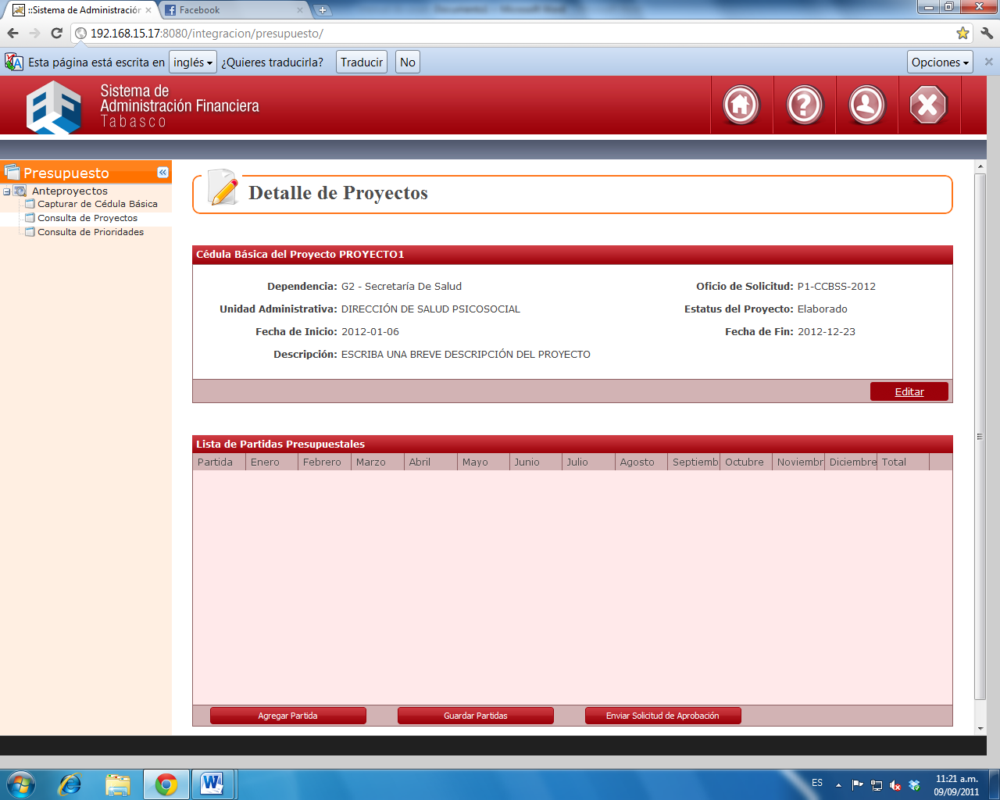 ::Sistema de Administración
Facebook
192.168.15.17:8080/integracion/presupuesto/
Esta página está escrita en inglés ¿Quieres traducirla? Traducir No Opciones
Sistema de
Administración Financiera
Tabasco
Presupuesto
Anteproyectos
Capturar de Cédula Básica
Consulta de Proyectos
Consulta de Prioridades
Detalle de Proyectos
Cédula Básica del Proyecto PROYECTO1
Dependencia: G2 - Secretaría De Salud Oficio de Solicitud: P1-CCBSS-2012
Unidad Administrativa: DIRECCIÓN DE SALUD PSICOSOCIAL Estatus del Proyecto: Elaborado
Fecha de Inicio: 2012-01-06 Fecha de Fin: 2012-12-23
Descripción: ESCRIBA UNA BREVE DESCRIPCIÓN DEL PROYECTO
Editar
Lista de Partidas Presupuestales
Partida Enero Febrero Marzo Abril Mayo Junio Julio Agosto Septiemb Octubre Noviembr Diciembre Total
Agregar Partida Guardar Partidas Enviar Solicitud de Aprobación
ES 11:21 a.m.
09/09/2011